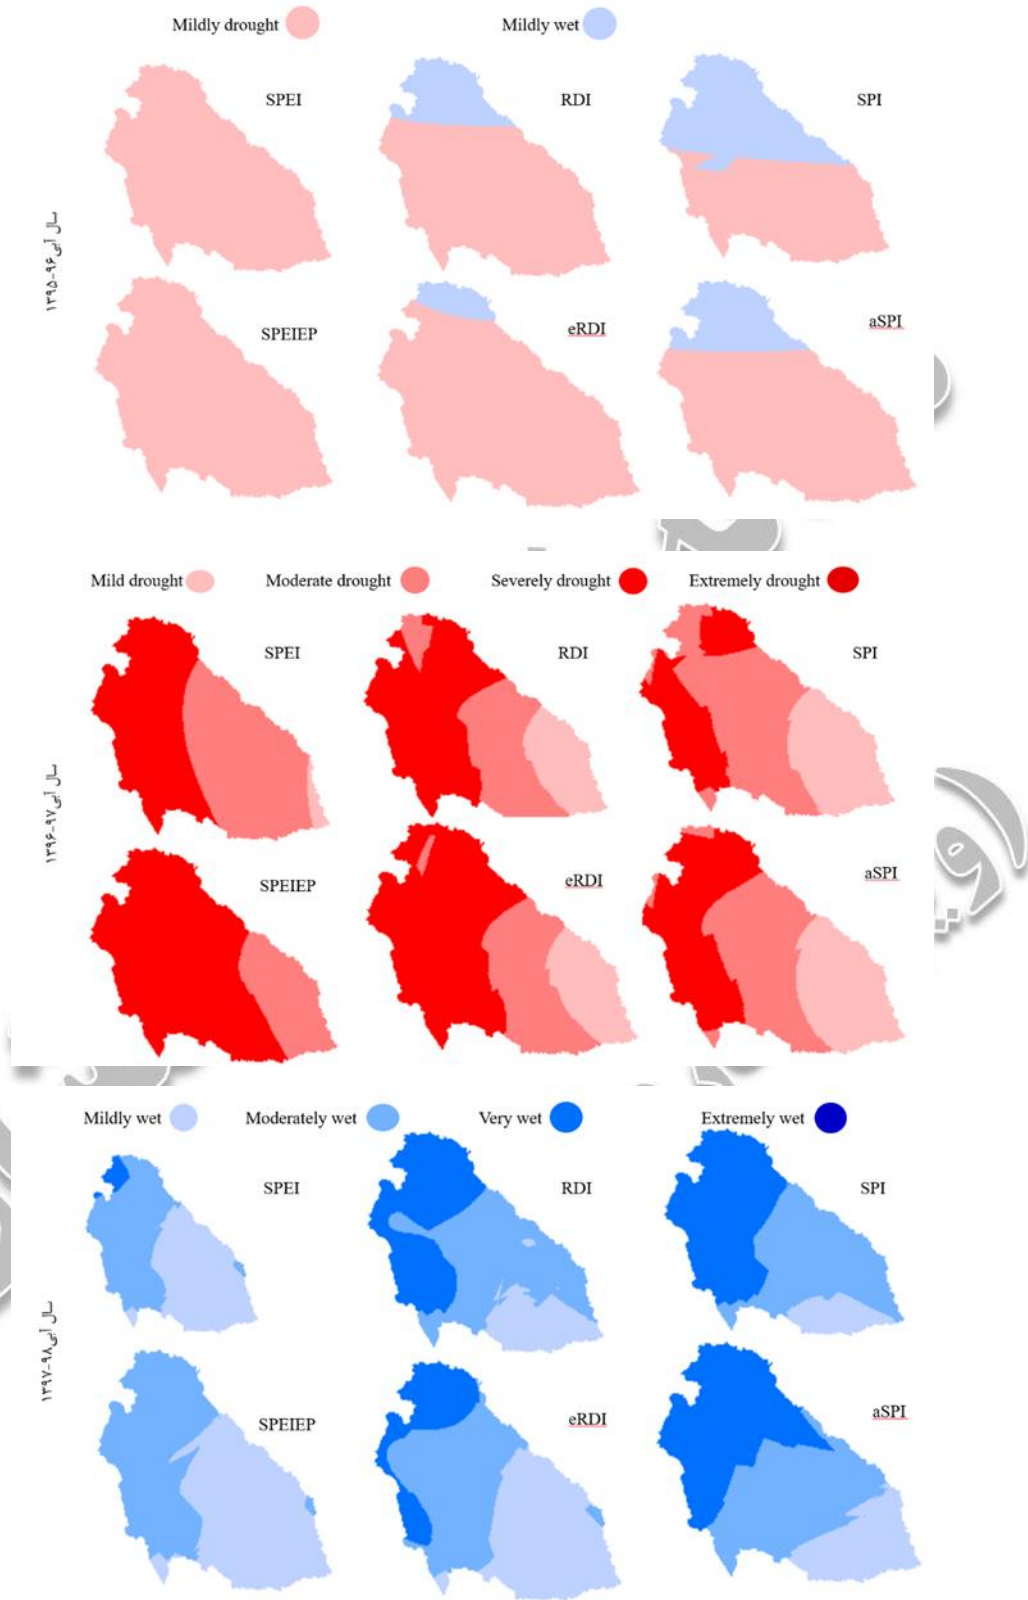 Mildly drought
Mildly wet
SPEI
RDI
SPI
سال آبی ۹۶-۱۳۹۵
SPEIEP
eRDI
aSPI
Mild drought
Moderate drought
Severely drought
Extremely drought
SPEI
RDI
SPI
سال آبی ۹۷-۱۳۹۶
SPEIEP
eRDI
aSPI
Mildly wet
Moderately wet
Very wet
Extremely wet
SPEI
RDI
SPI
سال آبی ۹۸-۱۳۹۷
SPEIEP
eRDI
aSPI